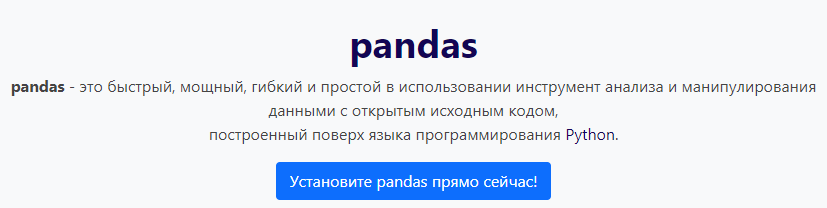 pandas
pandas - это быстрый, мощный, гибкий и простой в использовании инструмент анализа и манипулирования
данными с открытым исходным кодом,
построенный поверх языка программирования Python.
Установите pandas прямо сейчас!